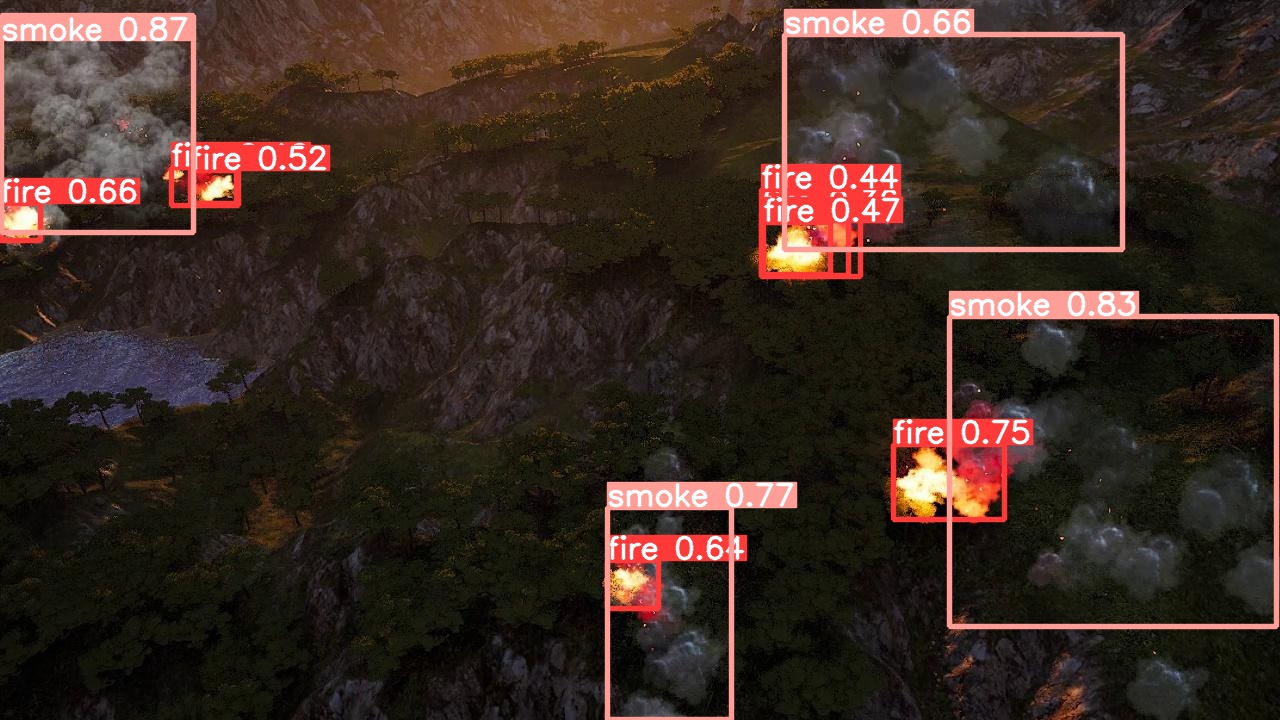 smoke 0.87
smoke 0.66
fire 0.52
fire 0.66
fire 0.44
fire 0.47
smoke 0.83
fire 0.75
smoke 0.77
fire 0.64